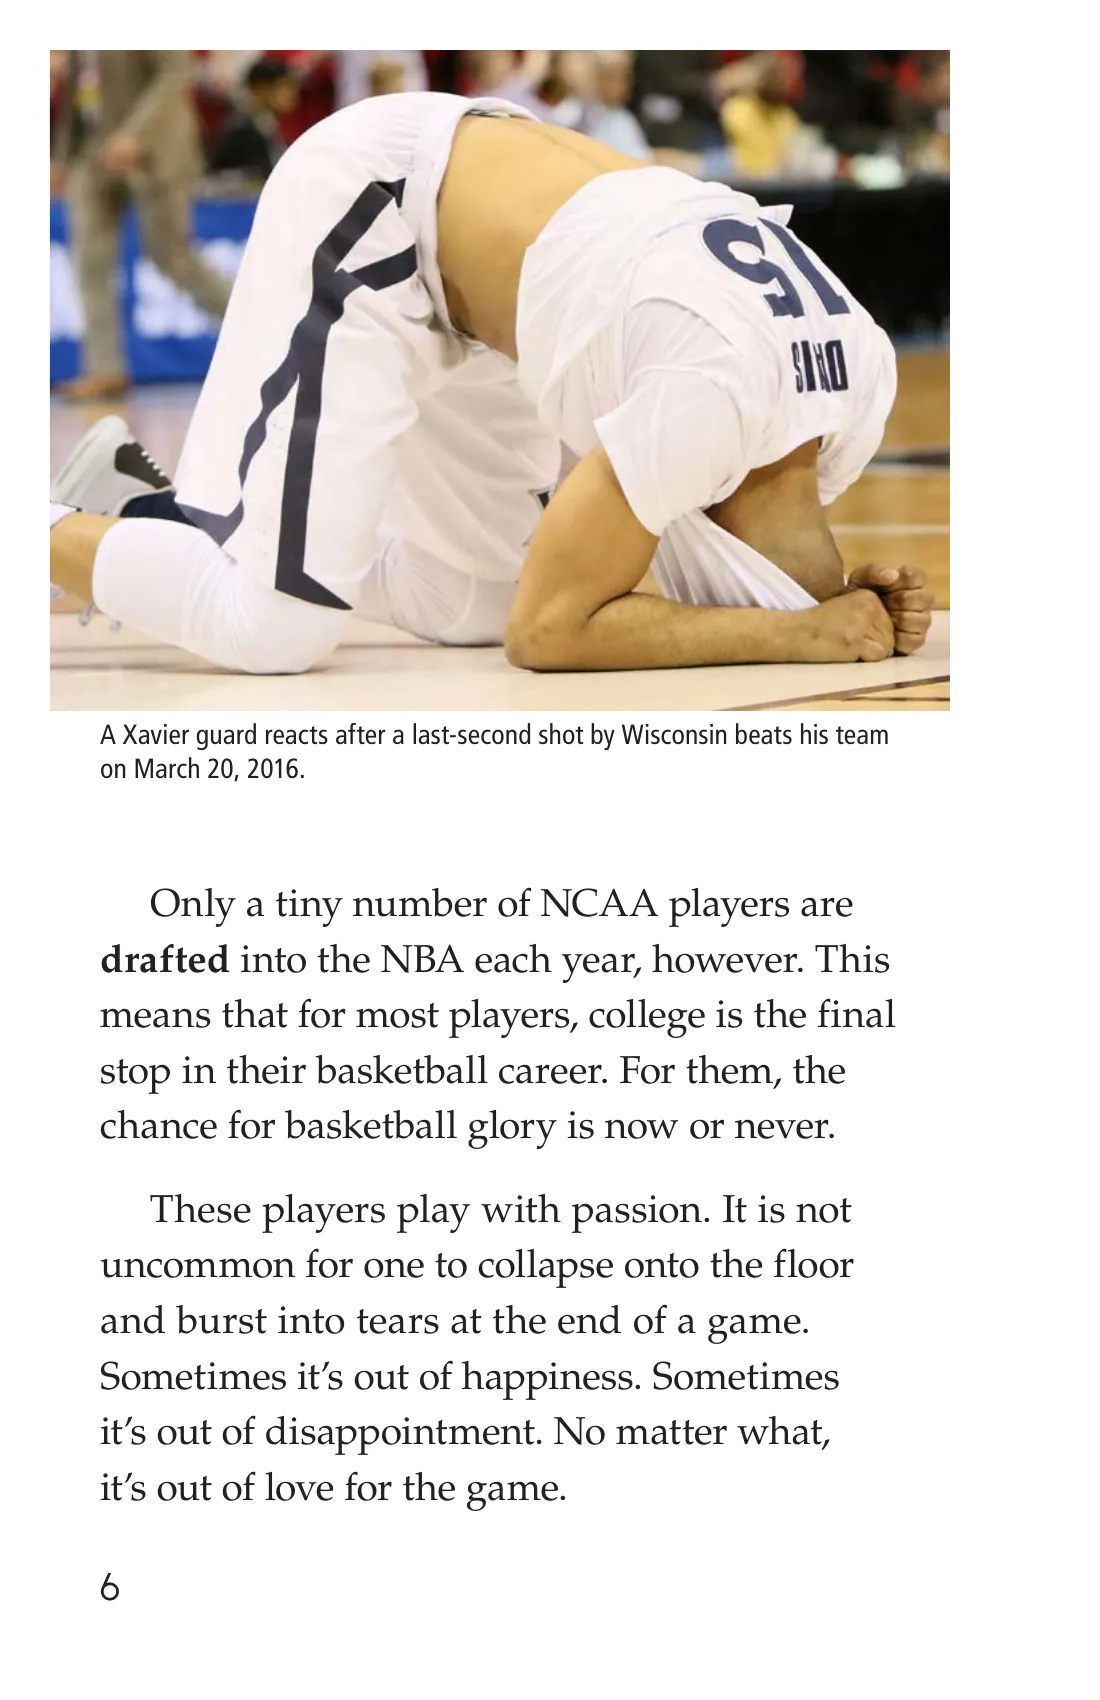 15
DAVIS
A Xavier guard reacts after a last-second shot by Wisconsin beats his team
on March 20, 2016.
Only a tiny number of NCAA players are
drafted into the NBA each year, however. This
means that for most players, college is the final
stop in their basketball career. For them, the
chance for basketball glory is now or never.
These players play with passion. It is not
uncommon for one to collapse onto the floor
and burst into tears at the end of a game.
Sometimes it’s out of happiness. Sometimes
it’s out of disappointment. No matter what,
it’s out of love for the game.
6